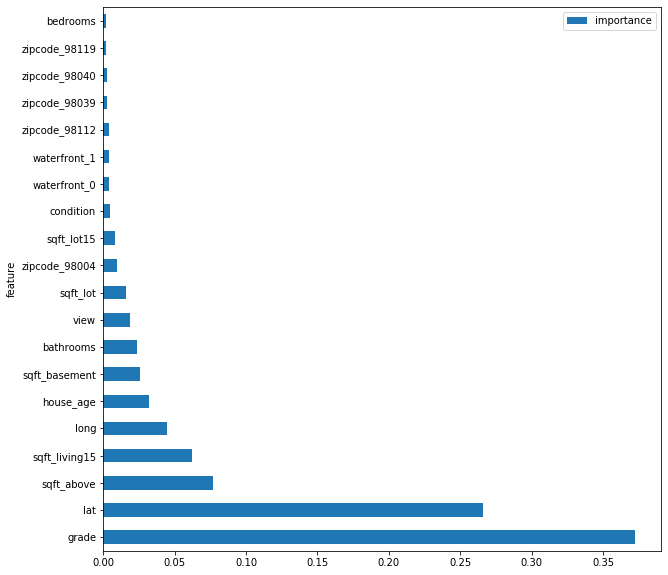 importance
bedrooms
zipcode_98119
zipcode_98040
zipcode_98039
zipcode_98112
waterfront_1
waterfront_0
condition
sqft_lot15
zipcode_98004
sqft_lot
view
bathrooms
sqft_basement
house_age
long
sqft_living15
sqft_above
lat
grade
feature
0.00 0.05 0.10 0.15 0.20 0.25 0.30 0.35